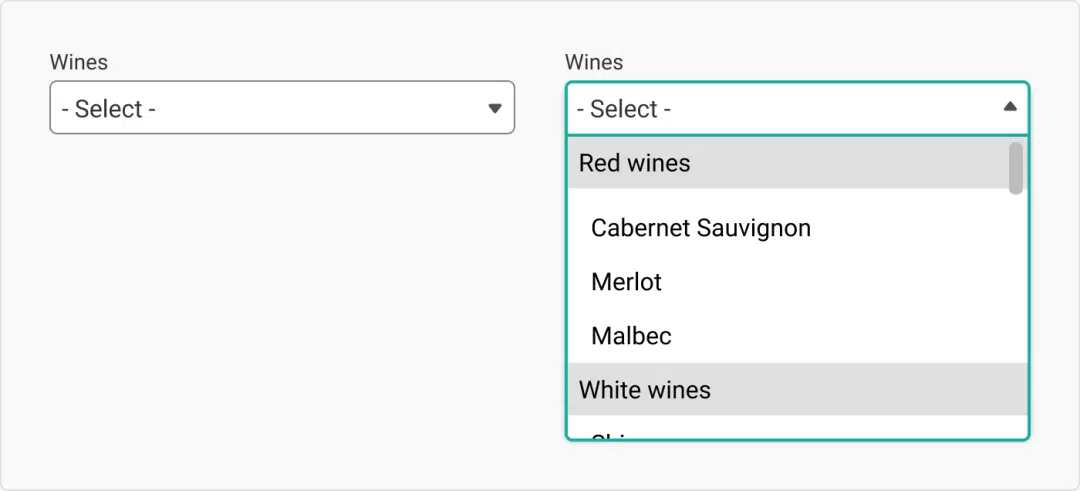 Wines
- Select -
Wines
- Select -
Red wines
Cabernet Sauvignon
Merlot
Malbec
White wines